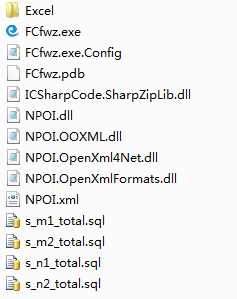 Excel
FCfwz.exe
FCfwz.exe.Config
FCfwz.pdb
ICSharpCode.SharpZipLib.dll
NPOI.dll
NPOI.OOXML.dll
NPOI.OpenXml4Net.dll
NPOI.OpenXmlFormats.dll
NPOI.xml
s_m1_total.sql
s_m2_total.sql
s_n1_total.sql
s_n2_total.sql